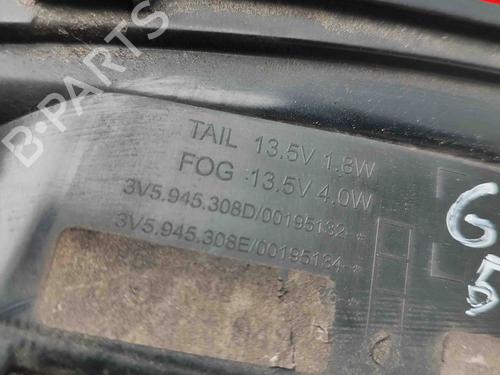 B-PARTS
TAIL 13.5V 1.8W
FOG :13.5V 4.0W
3V5.945.308D/00195132-*
3V5.945.308E/00195134-*
G
5